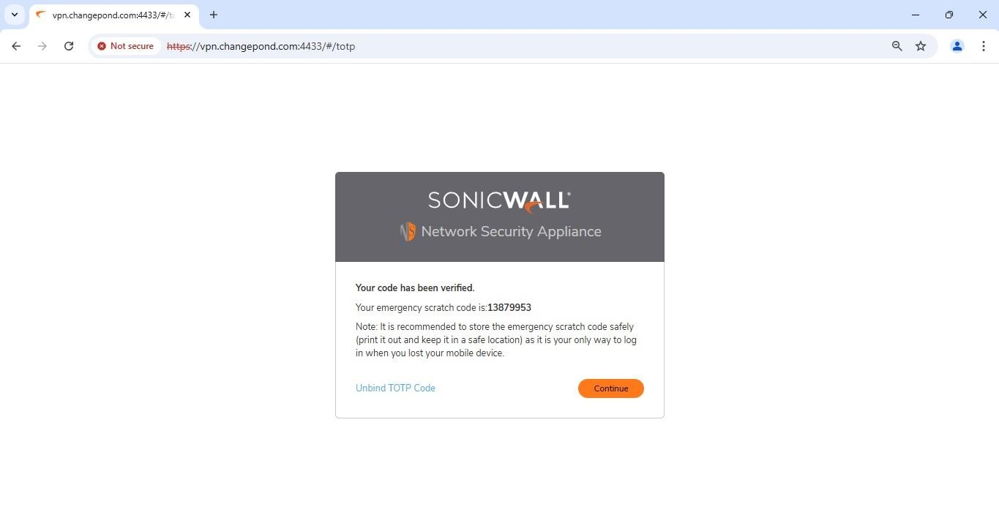 vpn.changepond.com:4433/#/to
Not secure
https://vpn.changepond.com:4433/#/totp
SONICWALL®
Network Security Appliance
Your code has been verified.
Your emergency scratch code is:13879953
Note: It is recommended to store the emergency scratch code safely
(print it out and keep it in a safe location) as it is your only way to log
in when you lost your mobile device.
Unbind TOTP Code
Continue